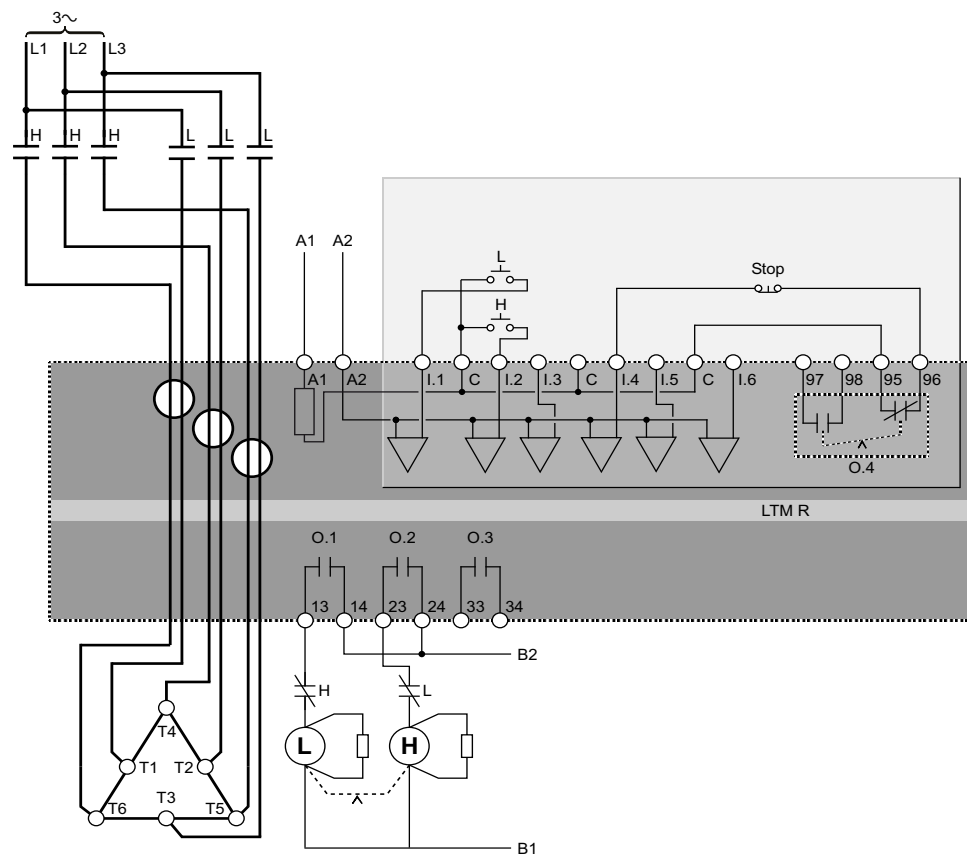 3~
L1 L2 L3
H H H L L L
A1 A2
L
H
Stop
A1 A2 I.1 C I.2 I.3 C I.4 I.5 C I.6 97 98 95 96
O.4
LTM R
O.1 O.2 O.3
13 14 23 24 33 34
B2
H L
L H
T4
T1 T2
T6 T3 T5
B1